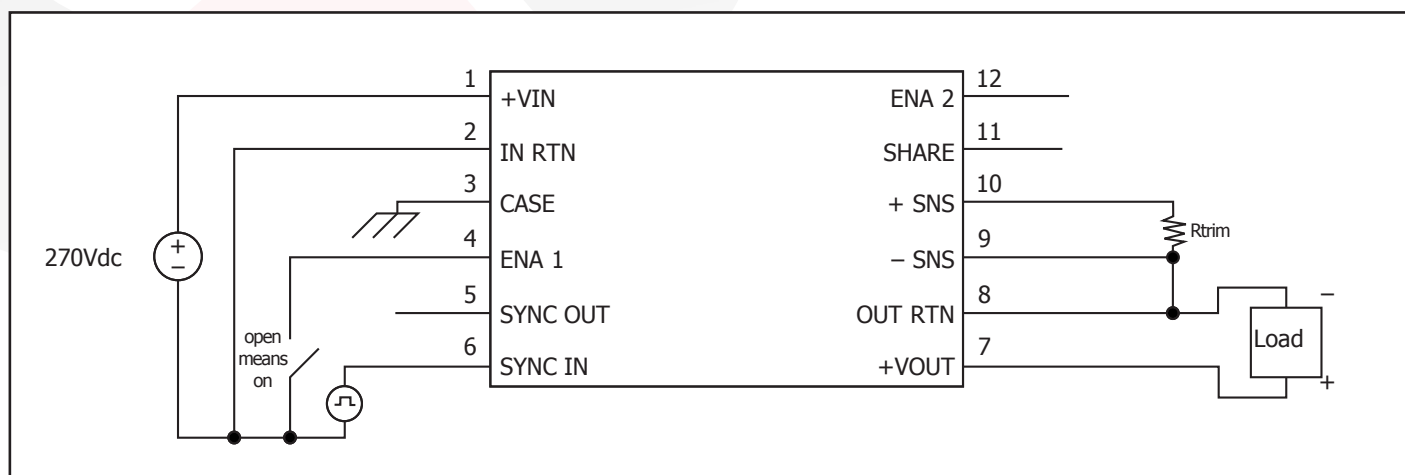 1
+VIN
2
IN RTN
3
CASE
4
ENA 1
5
SYNC OUT
6
SYNC IN
12
ENA 2
11
SHARE
10
+ SNS
9
– SNS
8
OUT RTN
7
+VOUT
270Vdc
+
–
open
means
on
Rtrim
–
Load
+